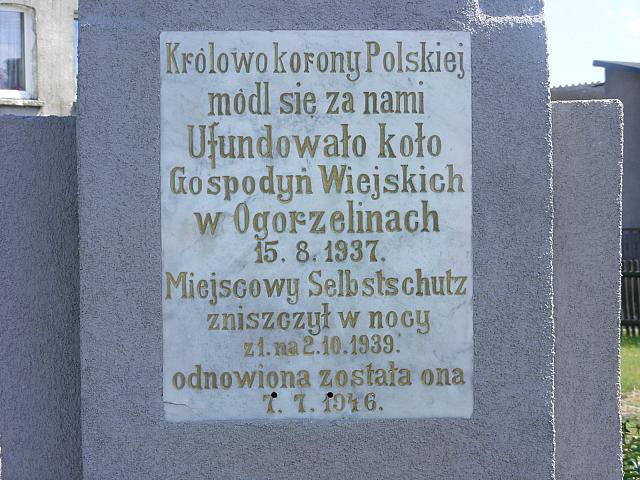 Królowo korony Polskiej
módl się za nami
Ufundowało koło
Gospodyń Wiejskich
w Ogorzelinach
15. 8. 1937.
Miejscowy Selbstschutz
zniszczył w nocy
z 1. na 2.10.1939.
odnowiona została ona
7. 7. 1946.